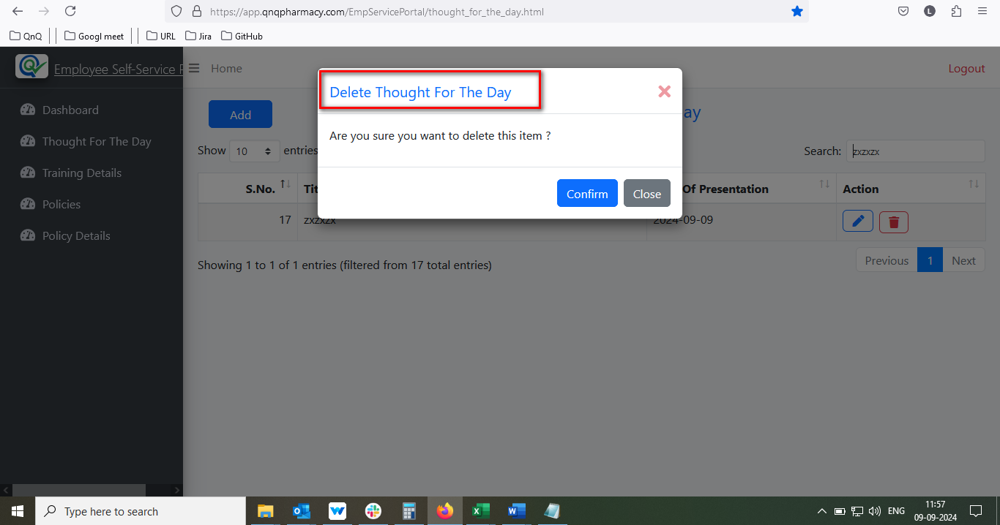 https://app.qnqpharmacy.com/EmpServicePortal/thought_for_the_day.html
L
QnQ
Googl meet
URL
Jira
GitHub
Employee Self-Service P
Home
Logout
Dashboard
Thought For The Day
Training Details
Policies
Policy Details
Add
ay
Delete Thought For The Day
Are you sure you want to delete this item ?
Confirm
Close
Show 10 entries
Search: zxzxzx
S.No. Tit Of Presentation Action
17 zxzxzx 2024-09-09
Showing 1 to 1 of 1 entries (filtered from 17 total entries)
Previous 1 Next
Type here to search
ENG
11:57
09-09-2024